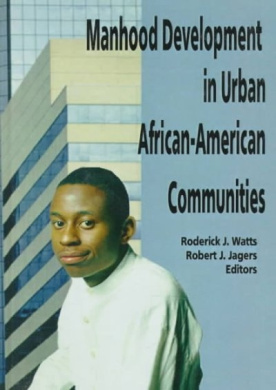 Manhood Development
in Urban
African-American
Communities
Roderick J. Watts
Robert J. Jagers
Editors